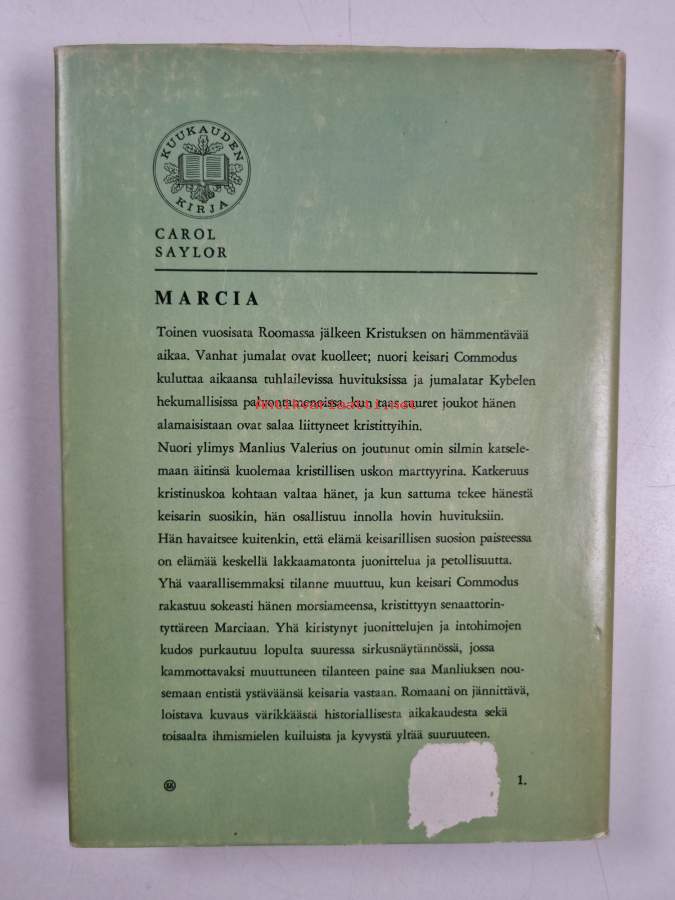 KUUKAUDEN
KIRJA
CAROL
SAYLOR
MARCIA
Toinen vuosisata Roomassa jälkeen Kristuksen on hämmentävää
aikaa. Vanhat jumalat ovat kuolleet; nuori keisari Commodus
kuluttaa aikaansa tuhlailevissa huvituksissa ja jumalatar Kybelen
hekumallisissa palvontamenoissa, kun taas suuret joukot hänen
Antikvariaatti.net
alamaisistaan ovat salaa liittyneet kristittyihin.
Nuori ylimys Manlius Valerius on joutunut omin silmin katsele-
maan äitinsä kuolemaa kristillisen uskon marttyyrina. Katkeruus
kristinuskoa kohtaan valtaa hänet, ja kun sattuma tekee hänestä
keisarin suosikin, hän osallistuu innolla hovin huvituksiin.
Hän havaitsee kuitenkin, että elämä keisarillisen suosion paisteessa
on elämää keskellä lakkaamatonta juonittelua ja petollisuutta.
Yhä vaarallisemmaksi tilanne muuttuu, kun keisari Commodus
rakastuu sokeasti hänen morsiameensa, kristittyyn senaattorin-
tyttäreen Marciaan. Yhä kiristynyt juonittelujen ja intohimojen
kudos purkautuu lopulta suuressa sirkusnäytännössä, jossa
kammottavaksi muuttuneen tilanteen paine saa Manliuksen nou-
semaan entistä ystäväänsä keisaria vastaan. Romaani on jännittävä,
loistava kuvaus värikkäästä historiallisesta aikakaudesta sekä
toisaalta ihmismielen kuiluista ja kyvystä yltää suuruuteen.
1.